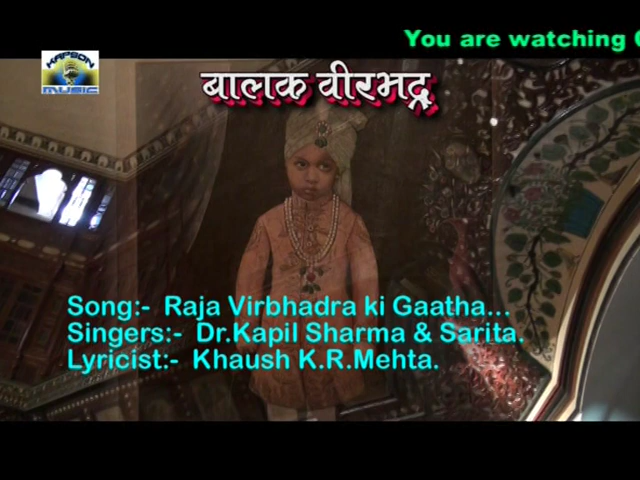 You are watching
KAPSON
MUSIC
बालक वीरभद्र
Song:- Raja Virbhadra ki Gaatha...
Singers:- Dr.Kapil Sharma & Sarita.
Lyricist:- Khaush K.R.Mehta.